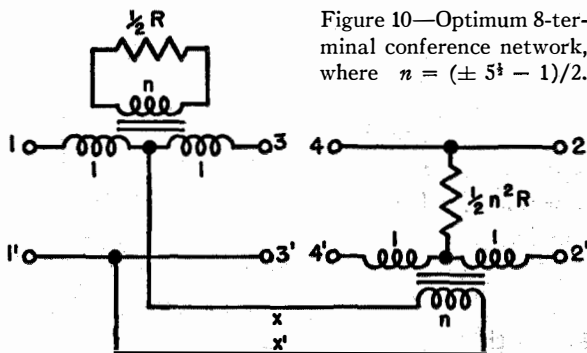 Figure 10—Optimum 8-ter-
minal conference network,
where n = (± 5½ – 1)/2.
½R
n
1
1
1
3
4
2
½n²R
1'
3'
4'
1
1
2'
n
x
x'